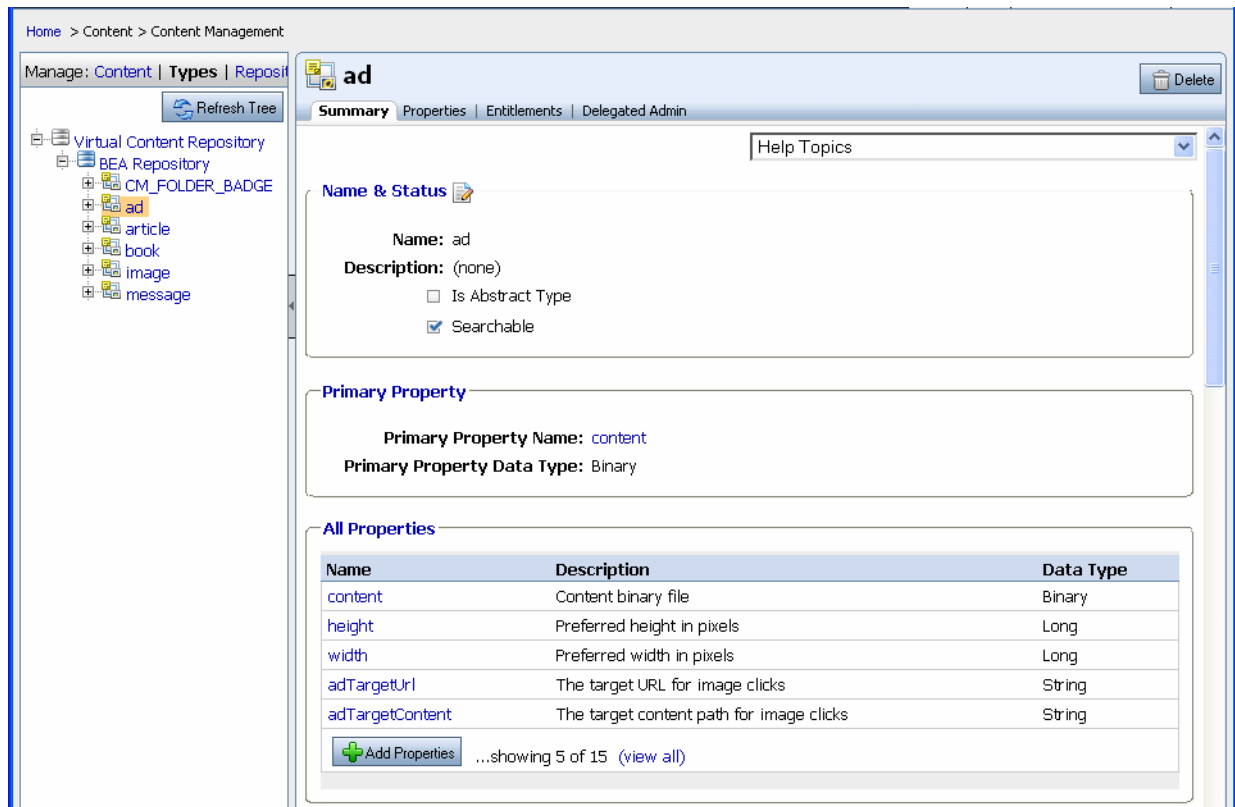 Home > Content > Content Management
Manage: Content | Types | Reposit
Refresh Tree
Virtual Content Repository
BEA Repository
CM_FOLDER_BADGE
ad
article
book
image
message
ad
Delete
Summary Properties | Entitlements | Delegated Admin
Help Topics
Name & Status
Name: ad
Description: (none)
Is Abstract Type
Searchable
Primary Property
Primary Property Name: content
Primary Property Data Type: Binary
All Properties
Name Description Data Type
content Content binary file Binary
height Preferred height in pixels Long
width Preferred width in pixels Long
adTargetUrl The target URL for image clicks String
adTargetContent The target content path for image clicks String
Add Properties ...showing 5 of 15 (view all)